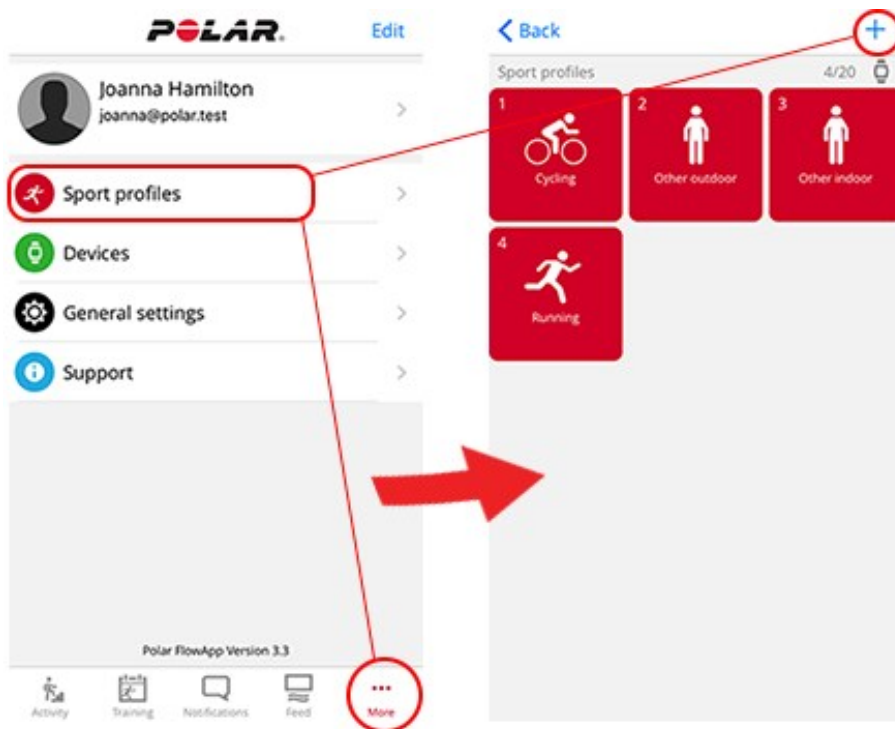 POLAR.
Edit
Joanna Hamilton
joanna@polar.test
Sport profiles
Devices
General settings
Support
Polar FlowApp Version 3.3
Activity
Training
Notifications
Feed
More
Back
Sport profiles
4/20
1
Cycling
2
Other outdoor
3
Other indoor
4
Running